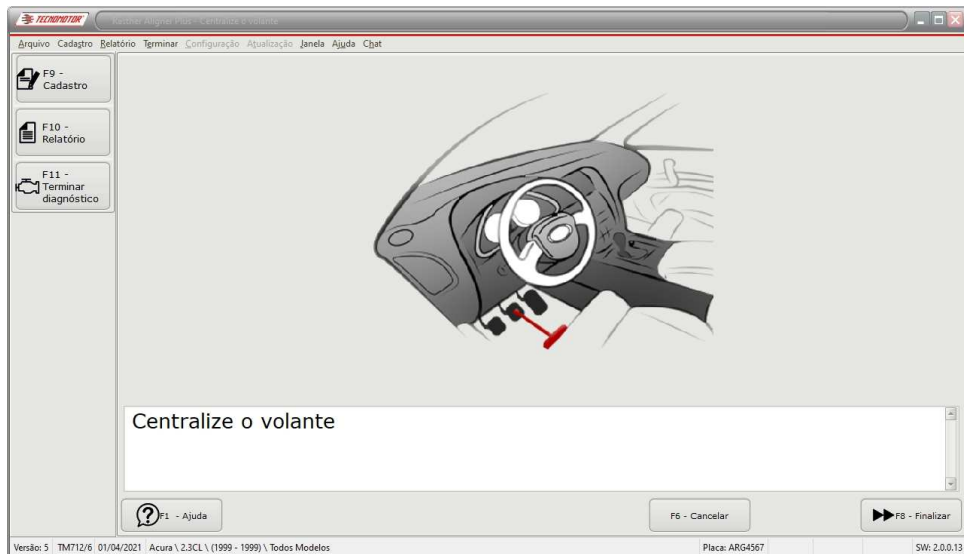 TECNOMOTOR
Rasther Aligner Plus - Centralize o volante
Arquivo Cadastro Relatório Terminar Configuração Atualização Janela Ajuda Chat
F9 -
Cadastro
F10 -
Relatório
F11 -
Terminar
diagnóstico
Centralize o volante
F1 - Ajuda
F6 - Cancelar
F8 - Finalizar
Versão: 5 TM712/6 01/04/2021 Acura \ 2.3CL \ (1999 - 1999) \ Todos Modelos Placa: ARG4567 SW: 2.0.0.13